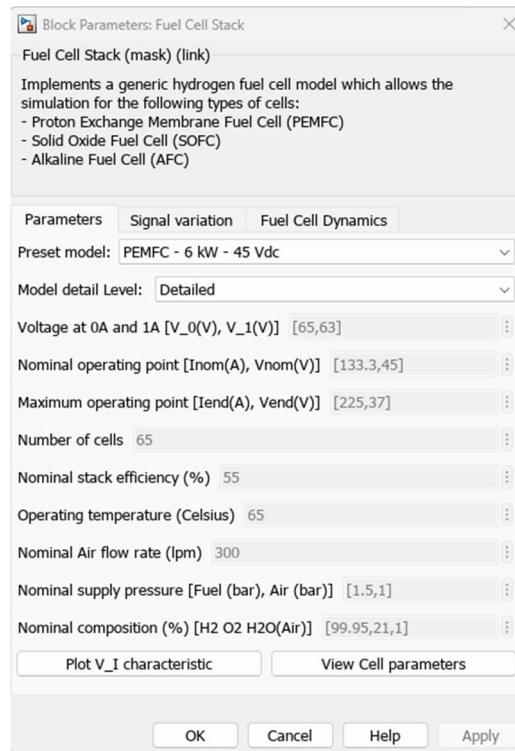 Block Parameters: Fuel Cell Stack
Fuel Cell Stack (mask) (link)
Implements a generic hydrogen fuel cell model which allows the
simulation for the following types of cells:
- Proton Exchange Membrane Fuel Cell (PEMFC)
- Solid Oxide Fuel Cell (SOFC)
- Alkaline Fuel Cell (AFC)
Parameters Signal variation Fuel Cell Dynamics
Preset model: PEMFC - 6 kW - 45 Vdc
Model detail Level: Detailed
Voltage at 0A and 1A [V_0(V), V_1(V)] [65,63]
Nominal operating point [Inom(A), Vnom(V)] [133.3,45]
Maximum operating point [Iend(A), Vend(V)] [225,37]
Number of cells 65
Nominal stack efficiency (%) 55
Operating temperature (Celsius) 65
Nominal Air flow rate (lpm) 300
Nominal supply pressure [Fuel (bar), Air (bar)] [1.5,1]
Nominal composition (%) [H2 O2 H2O(Air)] [99.95,21,1]
Plot V_I characteristic View Cell parameters
OK Cancel Help Apply